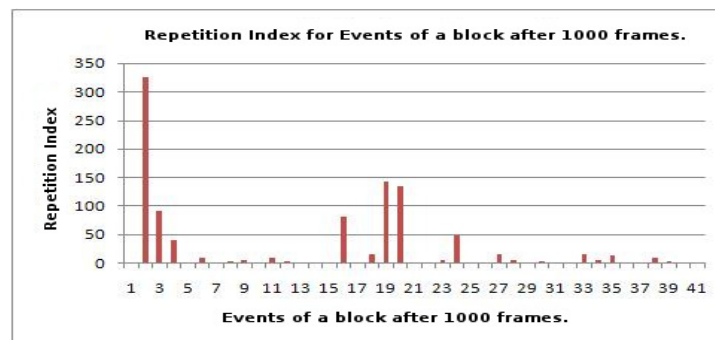 Repetition Index for Events of a block after 1000 frames.
350
300
250
200
150
100
50
0
Repetition Index
1 3 5 7 9 11 13 15 17 19 21 23 25 27 29 31 33 35 37 39 41
Events of a block after 1000 frames.